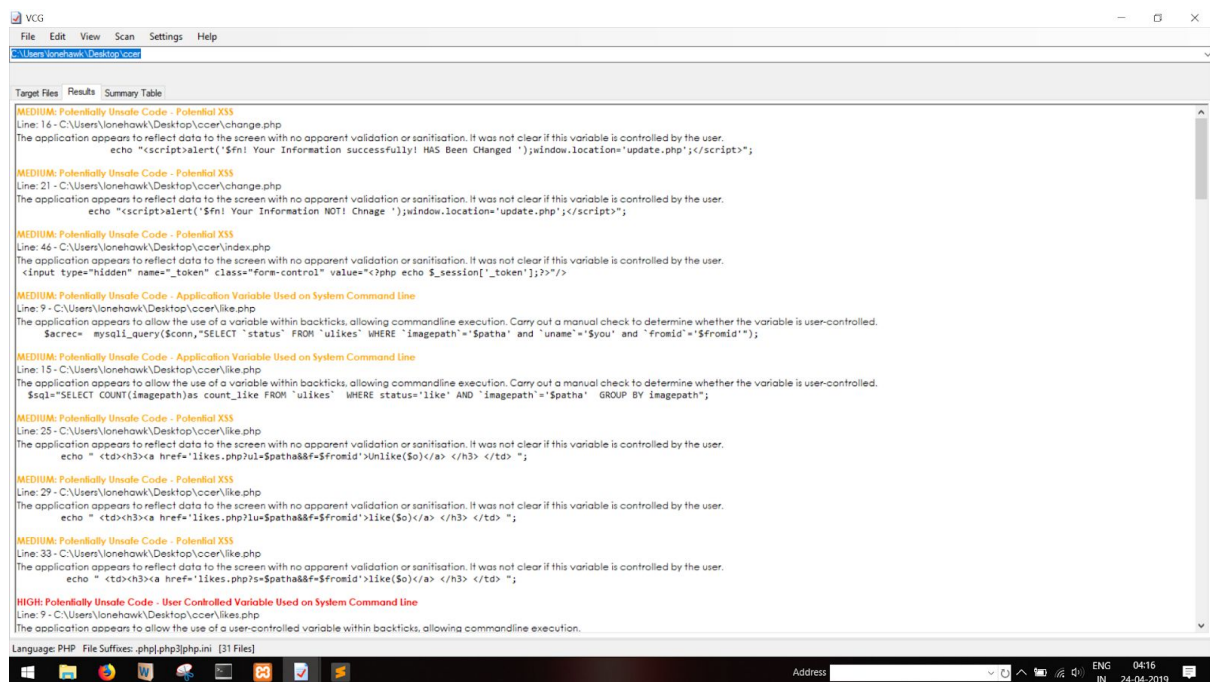 VCG
File Edit View Scan Settings Help
C:\Users\lonehawk\Desktop\ccer
Target Files Results Summary Table
MEDIUM: Potentially Unsafe Code - Potential XSS
Line: 16 - C:\Users\lonehawk\Desktop\ccer\change.php
The application appears to reflect data to the screen with no apparent validation or sanitisation. It was not clear if this variable is controlled by the user.
echo "<script>alert('$fn! Your Information successfully! HAS Been CHanged ');window.location='update.php';</script>";
MEDIUM: Potentially Unsafe Code - Potential XSS
Line: 21 - C:\Users\lonehawk\Desktop\ccer\change.php
The application appears to reflect data to the screen with no apparent validation or sanitisation. It was not clear if this variable is controlled by the user.
echo "<script>alert('$fn! Your Information NOT! Chnage ');window.location='update.php';</script>";
MEDIUM: Potentially Unsafe Code - Potential XSS
Line: 46 - C:\Users\lonehawk\Desktop\ccer\index.php
The application appears to reflect data to the screen with no apparent validation or sanitisation. It was not clear if this variable is controlled by the user.
<input type="hidden" name="_token" class="form-control" value="<?php echo $_session['_token'];?>"/>
MEDIUM: Potentially Unsafe Code - Application Variable Used on System Command Line
Line: 9 - C:\Users\lonehawk\Desktop\ccer\like.php
The application appears to allow the use of a variable within backticks, allowing commandline execution. Carry out a manual check to determine whether the variable is user-controlled.
$acrec= mysqli_query($conn,"SELECT `status` FROM `ulikes` WHERE `imagepath`='$patha' and `uname`='$you' and `fromid`='$fromid'");
MEDIUM: Potentially Unsafe Code - Application Variable Used on System Command Line
Line: 15 - C:\Users\lonehawk\Desktop\ccer\like.php
The application appears to allow the use of a variable within backticks, allowing commandline execution. Carry out a manual check to determine whether the variable is user-controlled.
$sql="SELECT COUNT(imagepath)as count_like FROM `ulikes` WHERE status='like' AND `imagepath`='$patha' GROUP BY imagepath";
MEDIUM: Potentially Unsafe Code - Potential XSS
Line: 25 - C:\Users\lonehawk\Desktop\ccer\like.php
The application appears to reflect data to the screen with no apparent validation or sanitisation. It was not clear if this variable is controlled by the user.
echo " <td><h3><a href='likes.php?ul=$patha&&f=$fromid'>Unlike($o)</a> </h3> </td> ";
MEDIUM: Potentially Unsafe Code - Potential XSS
Line: 29 - C:\Users\lonehawk\Desktop\ccer\like.php
The application appears to reflect data to the screen with no apparent validation or sanitisation. It was not clear if this variable is controlled by the user.
echo " <td><h3><a href='likes.php?lu=$patha&&f=$fromid'>like($o)</a> </h3> </td> ";
MEDIUM: Potentially Unsafe Code - Potential XSS
Line: 33 - C:\Users\lonehawk\Desktop\ccer\like.php
The application appears to reflect data to the screen with no apparent validation or sanitisation. It was not clear if this variable is controlled by the user.
echo " <td><h3><a href='likes.php?s=$patha&&f=$fromid'>like($o)</a> </h3> </td> ";
HIGH: Potentially Unsafe Code - User Controlled Variable Used on System Command Line
Line: 9 - C:\Users\lonehawk\Desktop\ccer\likes.php
The application appears to allow the use of a user-controlled variable within backticks, allowing commandline execution.
Language: PHP File Suffixes: .php|.php3|php.ini [31 Files]
Address
ENG 04:16
IN 24-04-2019